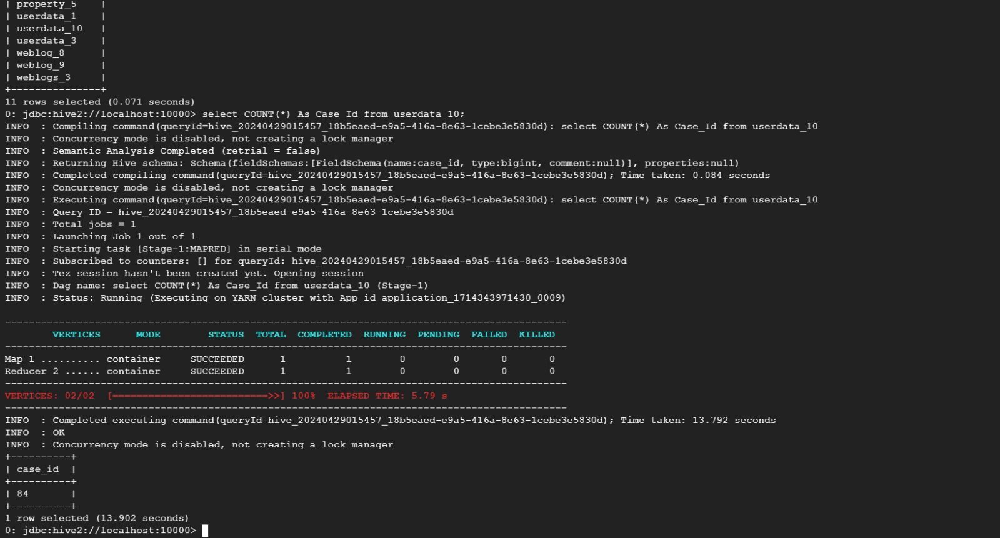 | property_5    |
| userdata_1    |
| userdata_10   |
| userdata_3    |
| weblog_8      |
| weblog_9      |
| weblogs_3     |
+---------------+
11 rows selected (0.071 seconds)
0: jdbc:hive2://localhost:10000> select COUNT(*) As Case_Id from userdata_10;
INFO  : Compiling command(queryId=hive_20240429015457_18b5eaed-e9a5-416a-8e63-1cebe3e5830d): select COUNT(*) As Case_Id from userdata_10
INFO  : Concurrency mode is disabled, not creating a lock manager
INFO  : Semantic Analysis Completed (retrial = false)
INFO  : Returning Hive schema: Schema(fieldSchemas:[FieldSchema(name:case_id, type:bigint, comment:null)], properties:null)
INFO  : Completed compiling command(queryId=hive_20240429015457_18b5eaed-e9a5-416a-8e63-1cebe3e5830d); Time taken: 0.084 seconds
INFO  : Concurrency mode is disabled, not creating a lock manager
INFO  : Executing command(queryId=hive_20240429015457_18b5eaed-e9a5-416a-8e63-1cebe3e5830d): select COUNT(*) As Case_Id from userdata_10
INFO  : Query ID = hive_20240429015457_18b5eaed-e9a5-416a-8e63-1cebe3e5830d
INFO  : Total jobs = 1
INFO  : Launching Job 1 out of 1
INFO  : Starting task [Stage-1:MAPRED] in serial mode
INFO  : Subscribed to counters: [] for queryId: hive_20240429015457_18b5eaed-e9a5-416a-8e63-1cebe3e5830d
INFO  : Tez session hasn't been created yet. Opening session
INFO  : Dag name: select COUNT(*) As Case_Id from userdata_10 (Stage-1)
INFO  : Status: Running (Executing on YARN cluster with App id application_1714343971430_0009)
----------------------------------------------------------------------------------------------
        VERTICES      MODE        STATUS  TOTAL  COMPLETED  RUNNING  PENDING  FAILED  KILLED
----------------------------------------------------------------------------------------------
Map 1 .......... container     SUCCEEDED      1          1        0        0       0       0
Reducer 2 ...... container     SUCCEEDED      1          1        0        0       0       0
----------------------------------------------------------------------------------------------
VERTICES: 02/02  [==========================>>] 100%  ELAPSED TIME: 5.79 s
----------------------------------------------------------------------------------------------
INFO  : Completed executing command(queryId=hive_20240429015457_18b5eaed-e9a5-416a-8e63-1cebe3e5830d); Time taken: 13.792 seconds
INFO  : OK
INFO  : Concurrency mode is disabled, not creating a lock manager
+----------+
| case_id  |
+----------+
| 84       |
+----------+
1 row selected (13.902 seconds)
0: jdbc:hive2://localhost:10000>